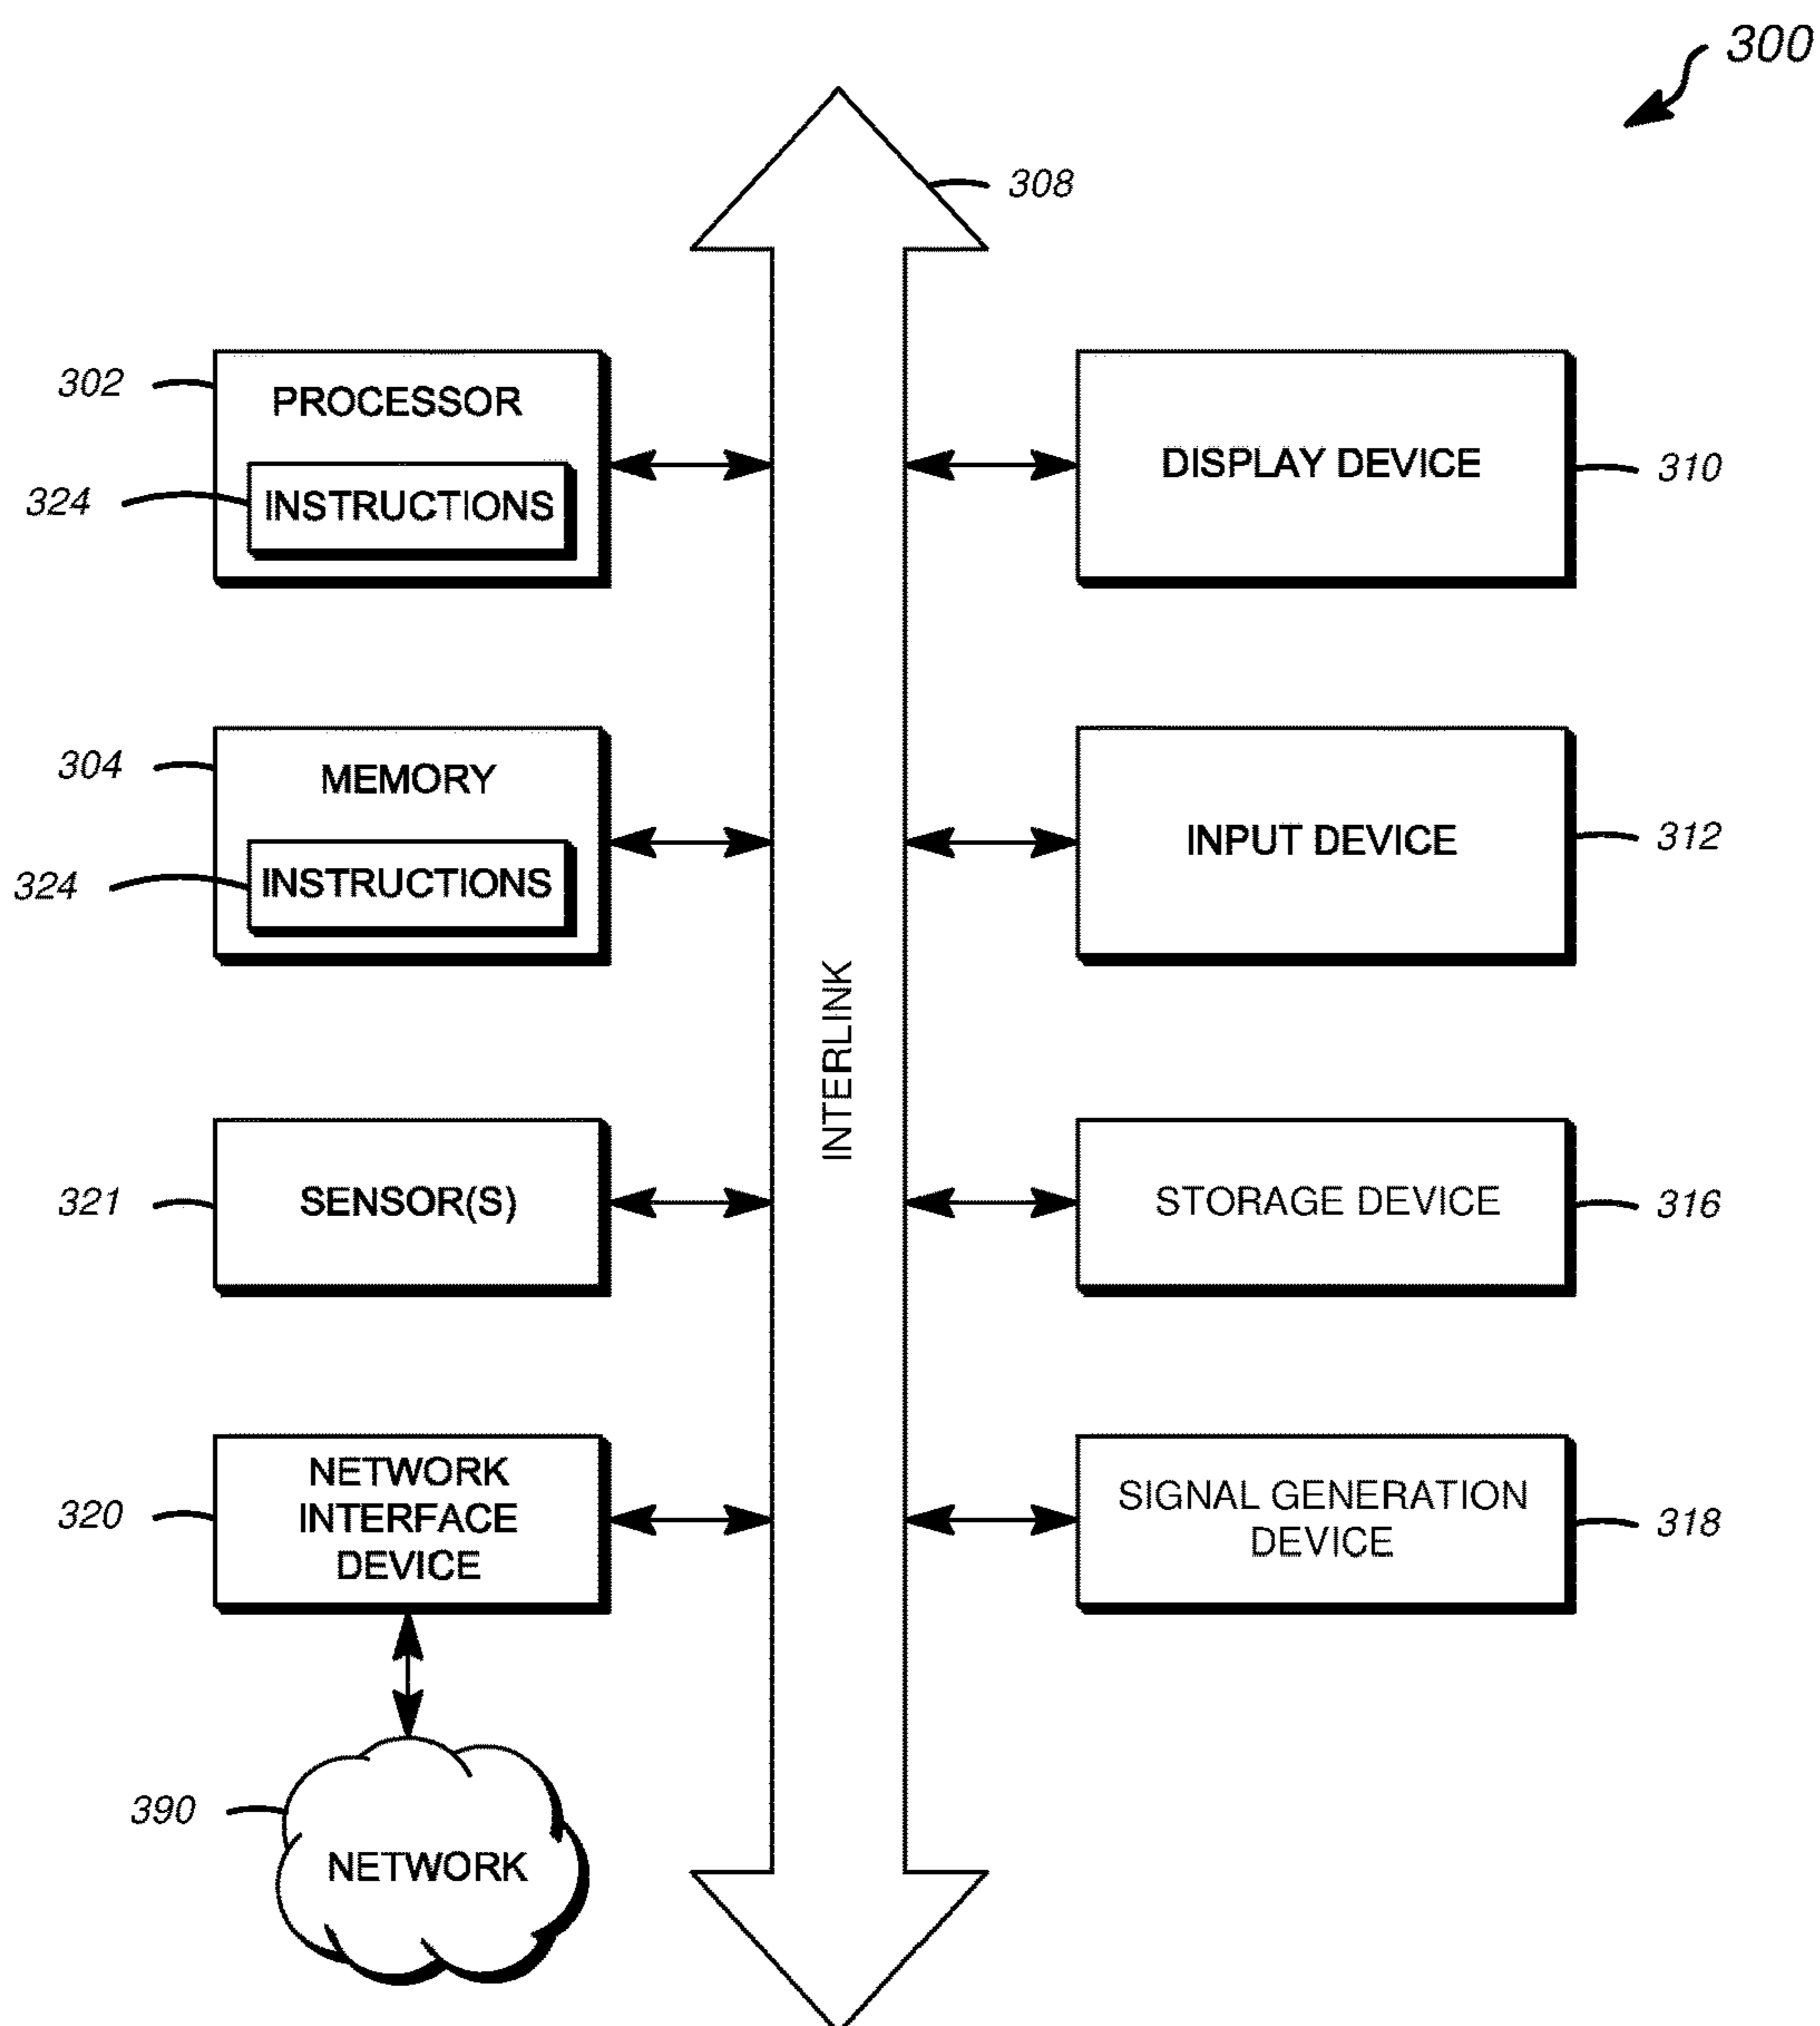 300
308
302
PROCESSOR
324
INSTRUCTIONS
DISPLAY DEVICE
310
304
MEMORY
324
INSTRUCTIONS
INPUT DEVICE
312
INTERLINK
321
SENSOR(S)
STORAGE DEVICE
316
320
NETWORK
INTERFACE
DEVICE
SIGNAL GENERATION
DEVICE
318
390
NETWORK